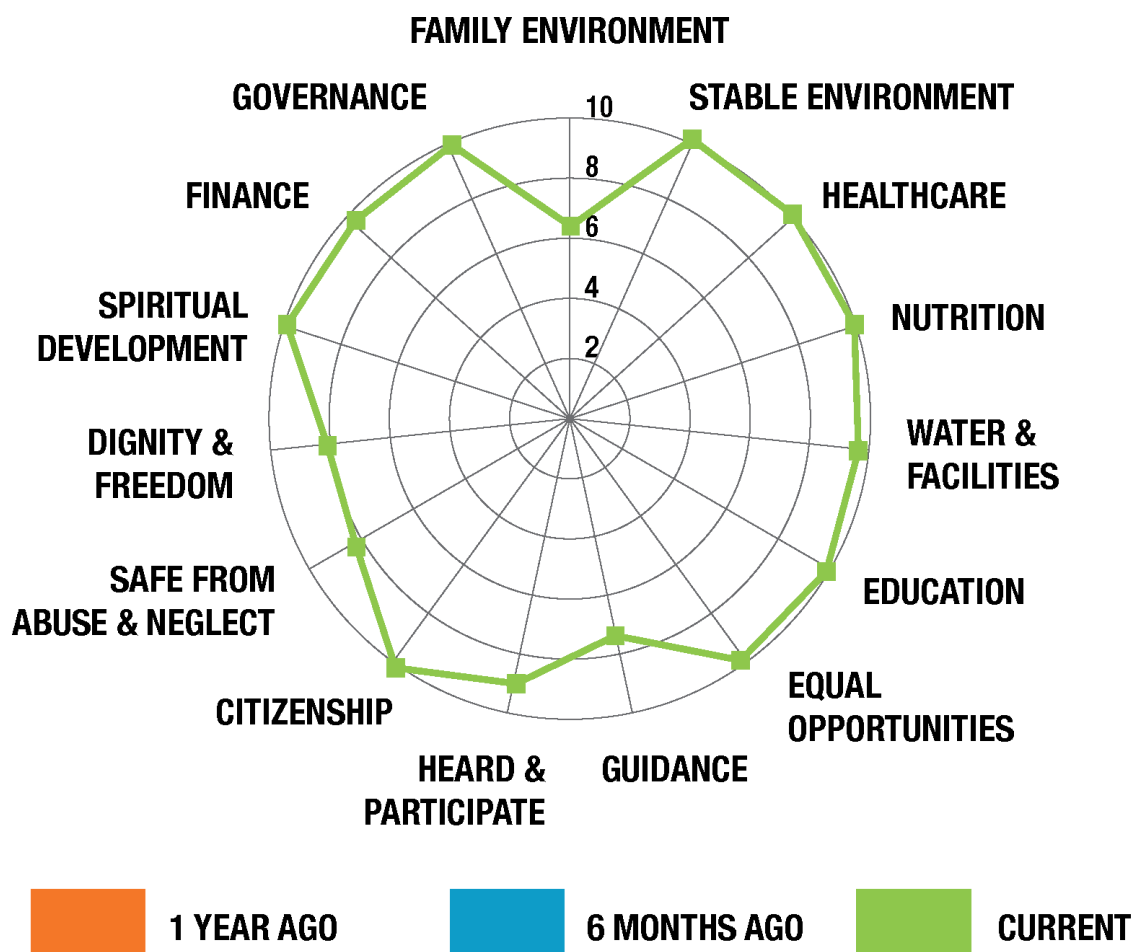 FAMILY ENVIRONMENT
GOVERNANCE
STABLE ENVIRONMENT
10
8
6
4
2
FINANCE
HEALTHCARE
SPIRITUAL
DEVELOPMENT
NUTRITION
DIGNITY &
FREEDOM
WATER &
FACILITIES
SAFE FROM
ABUSE & NEGLECT
EDUCATION
CITIZENSHIP
EQUAL
OPPORTUNITIES
HEARD &
PARTICIPATE
GUIDANCE
1 YEAR AGO
6 MONTHS AGO
CURRENT